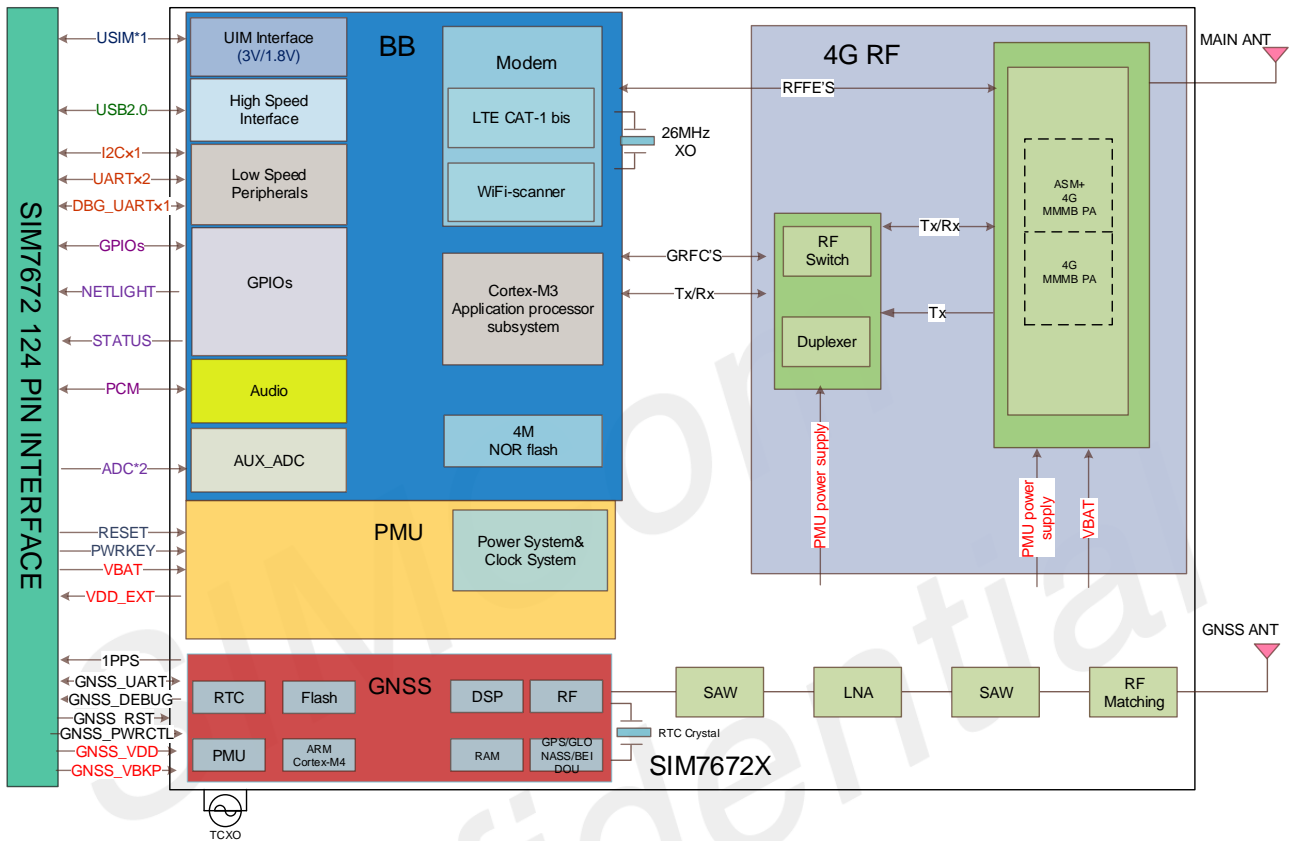 SIM7672 124 PIN INTERFACE
USIM*1
USB2.0
I2C×1
UART×2
DBG_UART×1
GPIOs
NETLIGHT
STATUS
PCM
ADC*2
RESET
PWRKEY
VBAT
VDD_EXT
1PPS
GNSS_UART
GNSS_DEBUG
GNSS_RST
GNSS_PWRCTL
GNSS_VDD
GNSS_VBKP
BB
UIM Interface
(3V/1.8V)
High Speed
Interface
Low Speed
Peripherals
GPIOs
Audio
AUX_ADC
Modem
LTE CAT-1 bis
WiFi-scanner
26MHz
XO
Cortex-M3
Application processor
subsystem
4M
NOR flash
PMU
Power System&
Clock System
GNSS
RTC
Flash
DSP
RF
PMU
ARM
Cortex-M4
RAM
GPS/GLO
NASS/BEI
DOU
RTC Crystal
TCXO
4G RF
RFFE'S
GRFC'S
Tx/Rx
RF
Switch
Duplexer
Tx/Rx
Tx
ASM+
4G
MMMB PA
4G
MMMB PA
PMU power supply
PMU power
supply
VBAT
MAIN ANT
GNSS ANT
SAW
LNA
SAW
RF
Matching
SIM7672X